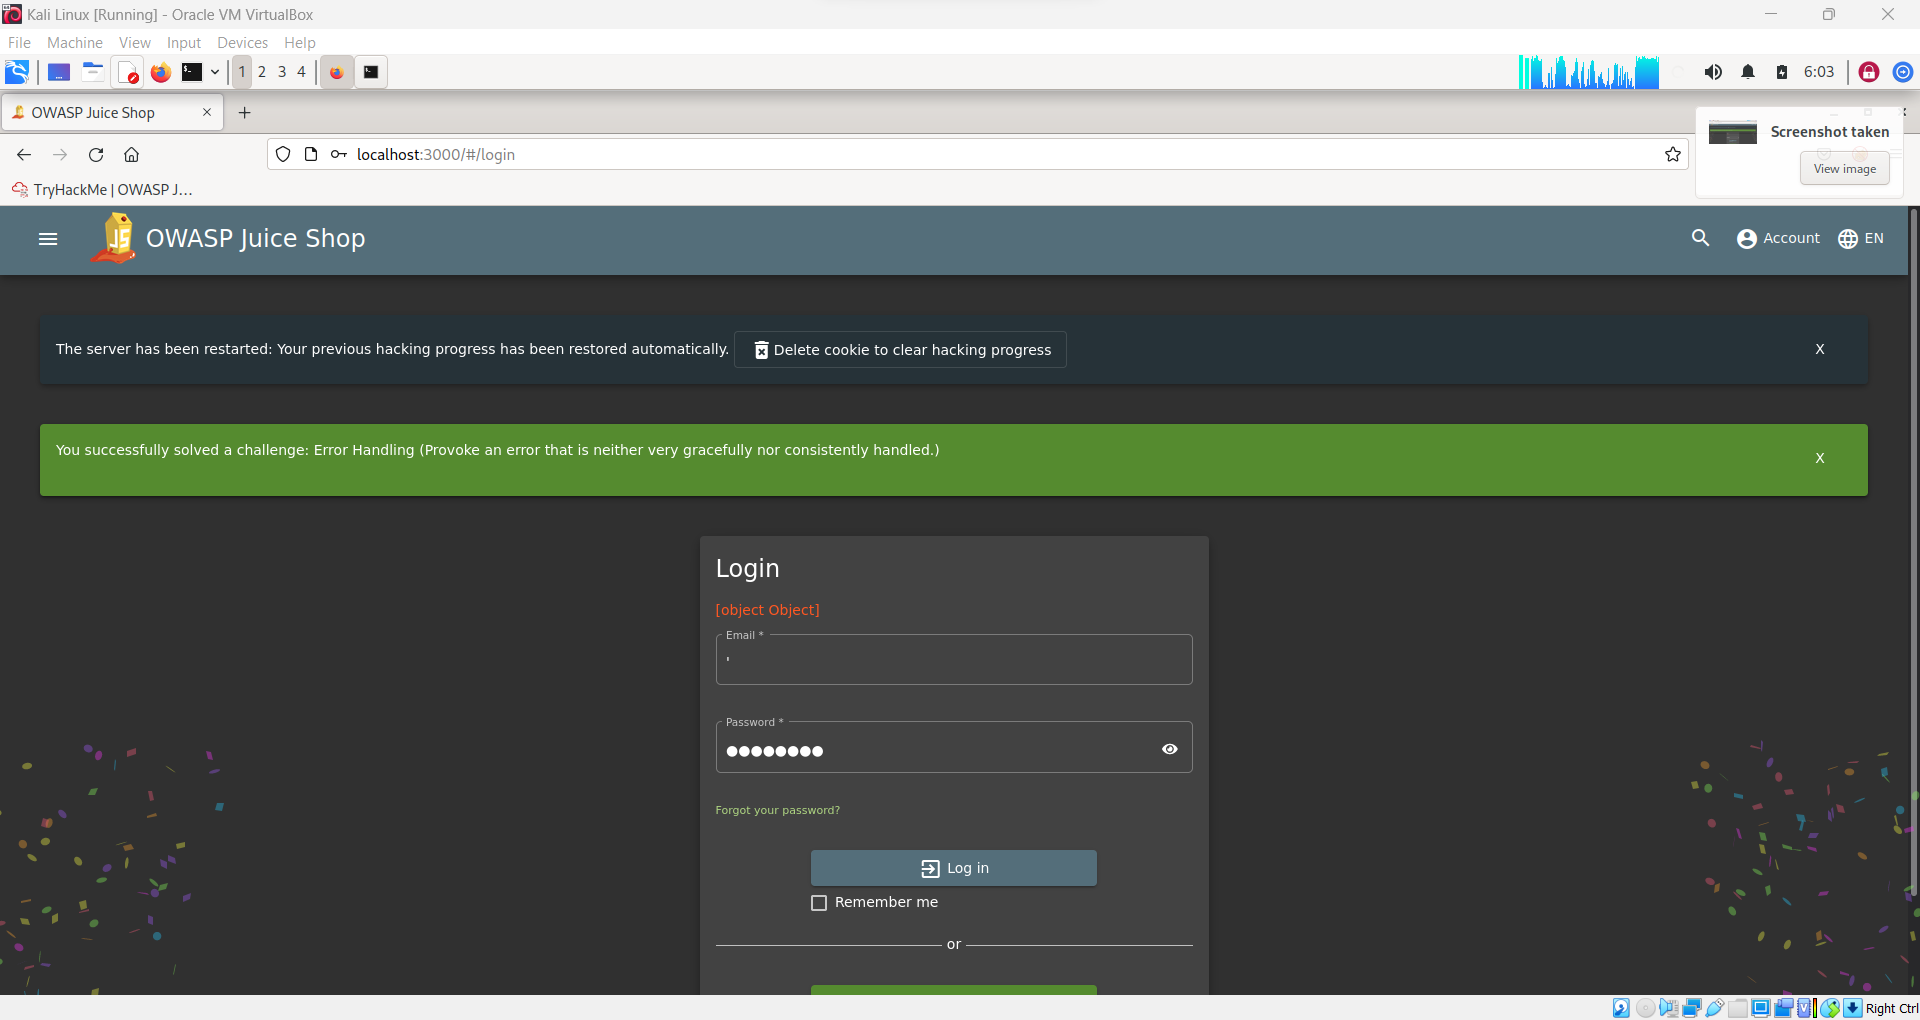 Kali Linux [Running] - Oracle VM VirtualBox
File Machine View Input Devices Help
1 2 3 4 6:03
OWASP Juice Shop
Screenshot taken
localhost:3000/#/login
View image
TryHackMe | OWASP J...
OWASP Juice Shop Account EN
The server has been restarted: Your previous hacking progress has been restored automatically. Delete cookie to clear hacking progress X
You successfully solved a challenge: Error Handling (Provoke an error that is neither very gracefully nor consistently handled.) X
Login
[object Object]
Email *
'
Password *
Forgot your password?
Log in
Remember me
or
Right Ctrl